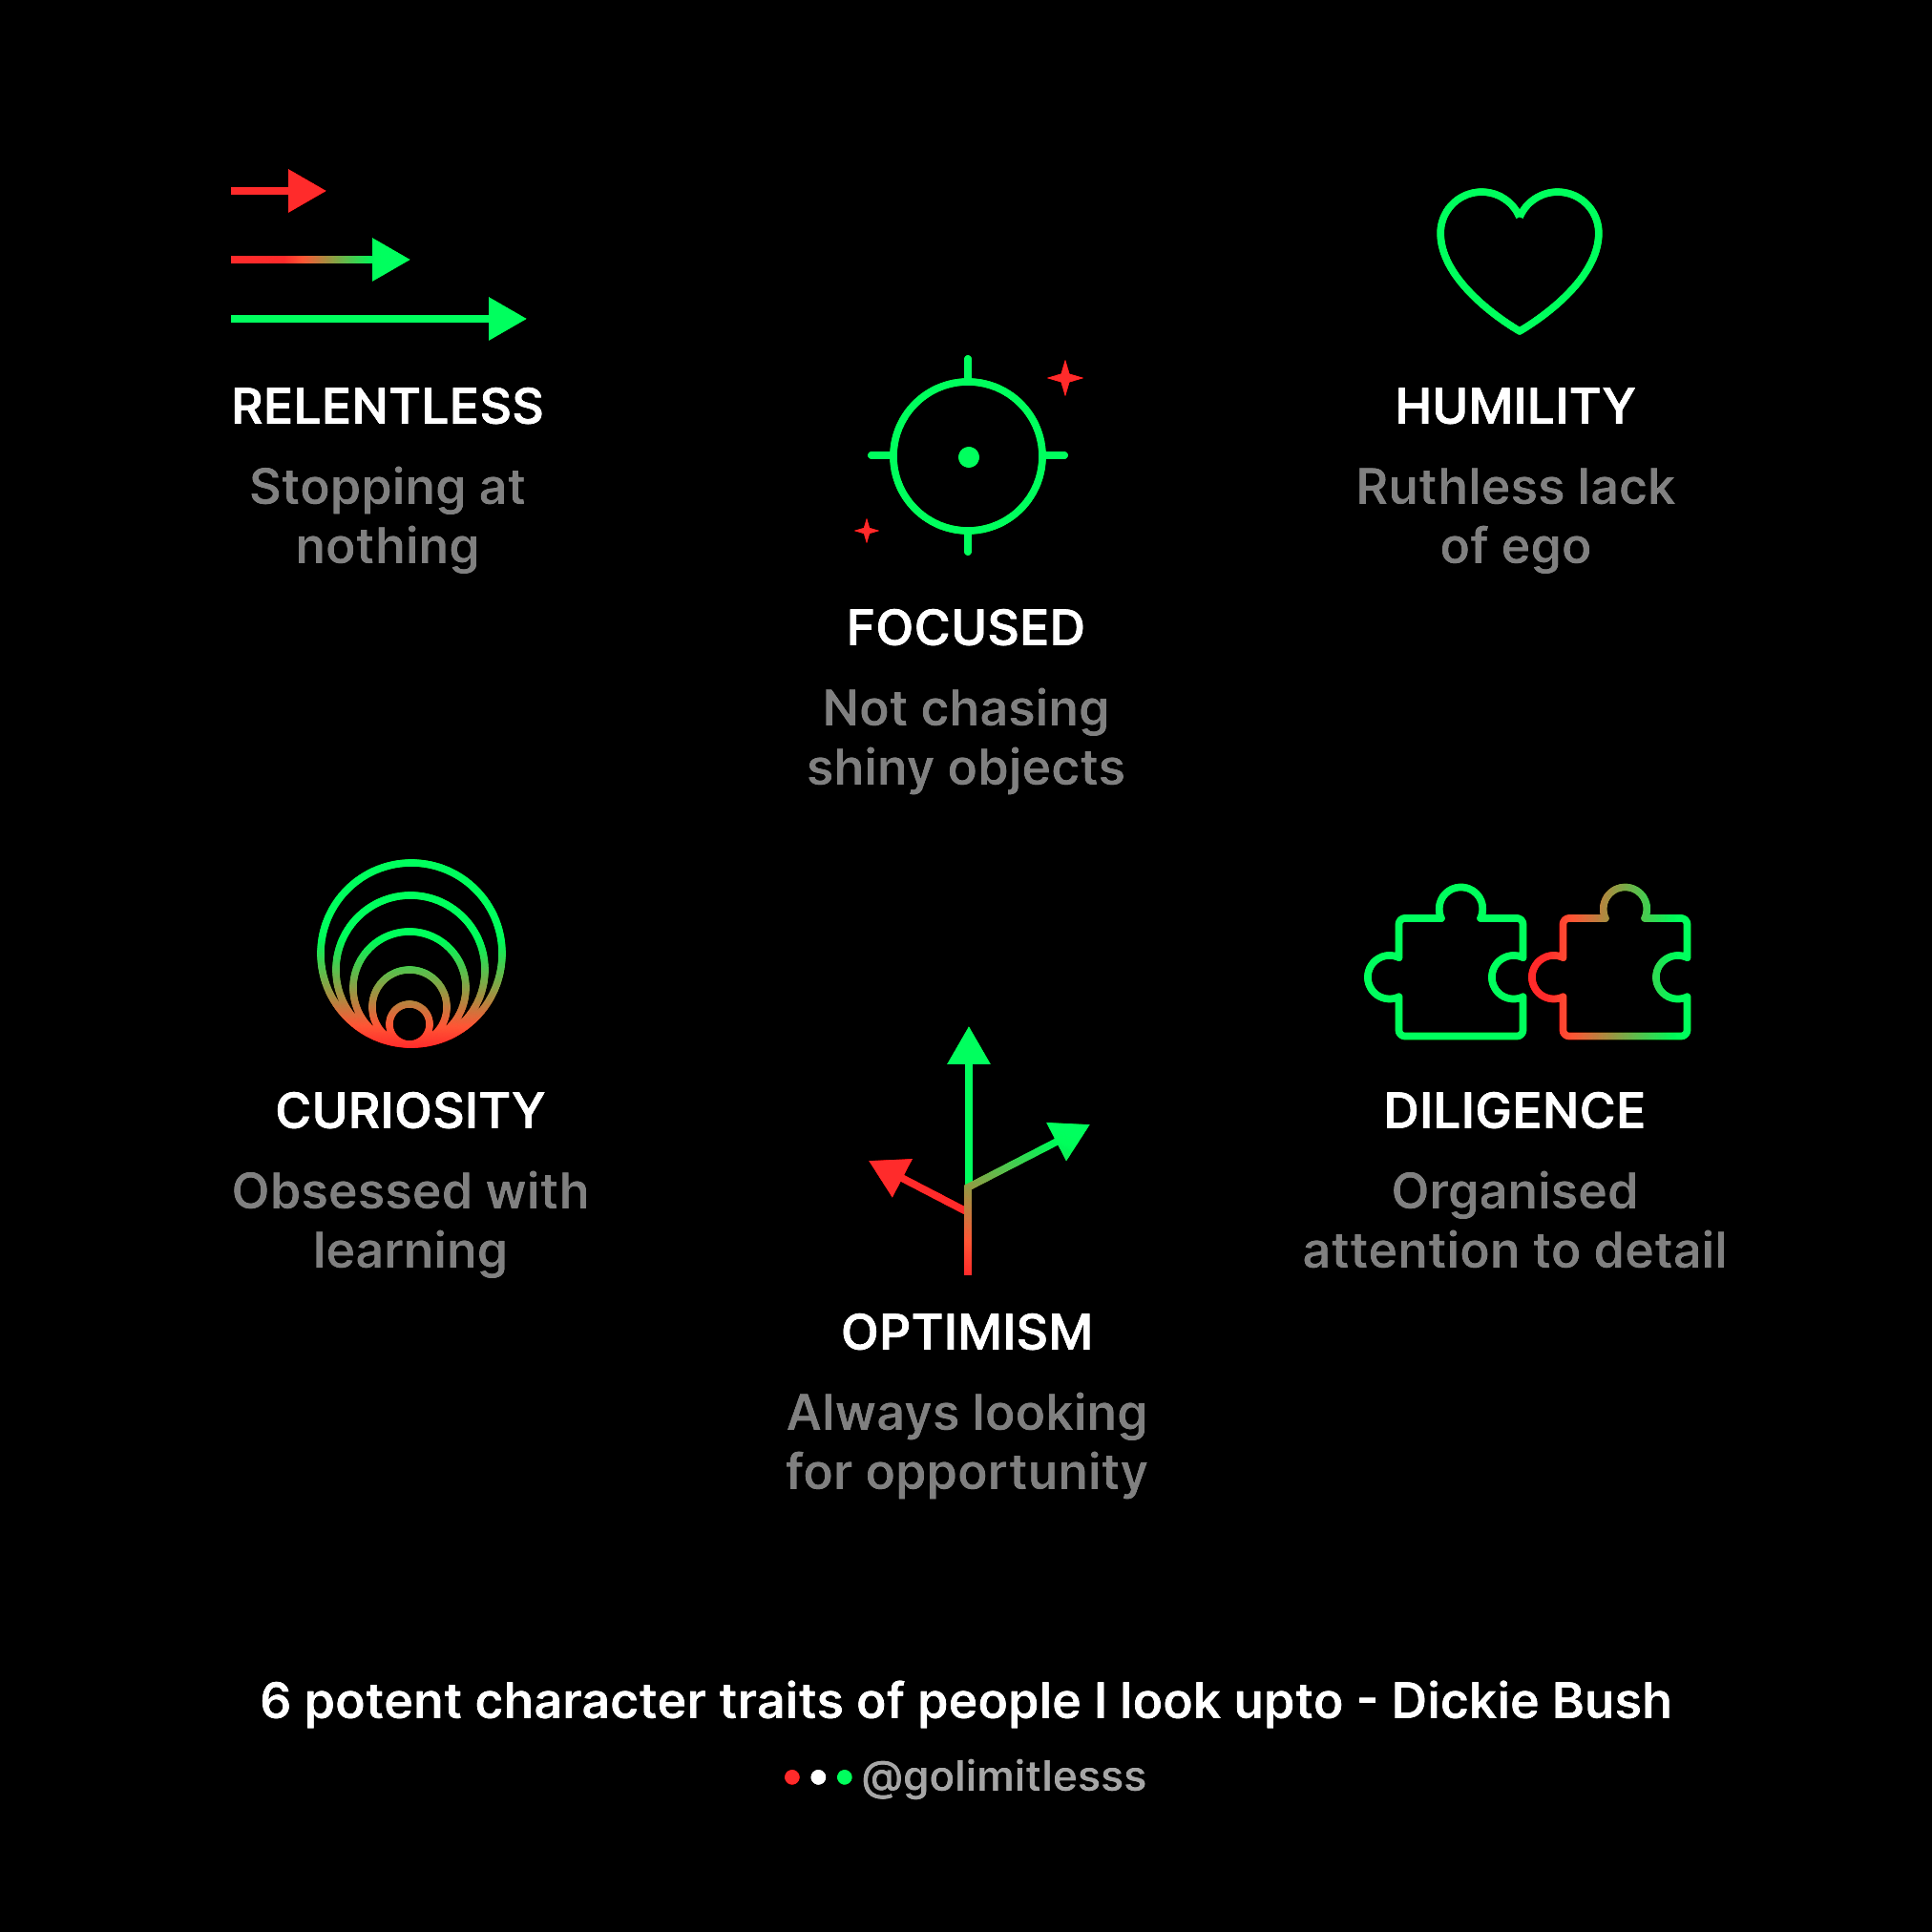 RELENTLESS
Stopping at
nothing
FOCUSED
Not chasing
shiny objects
HUMILITY
Ruthless lack
of ego
CURIOSITY
Obsessed with
learning
OPTIMISM
Always looking
for opportunity
DILIGENCE
Organised
attention to detail
6 potent character traits of people I look upto - Dickie Bush
@golimitlesss